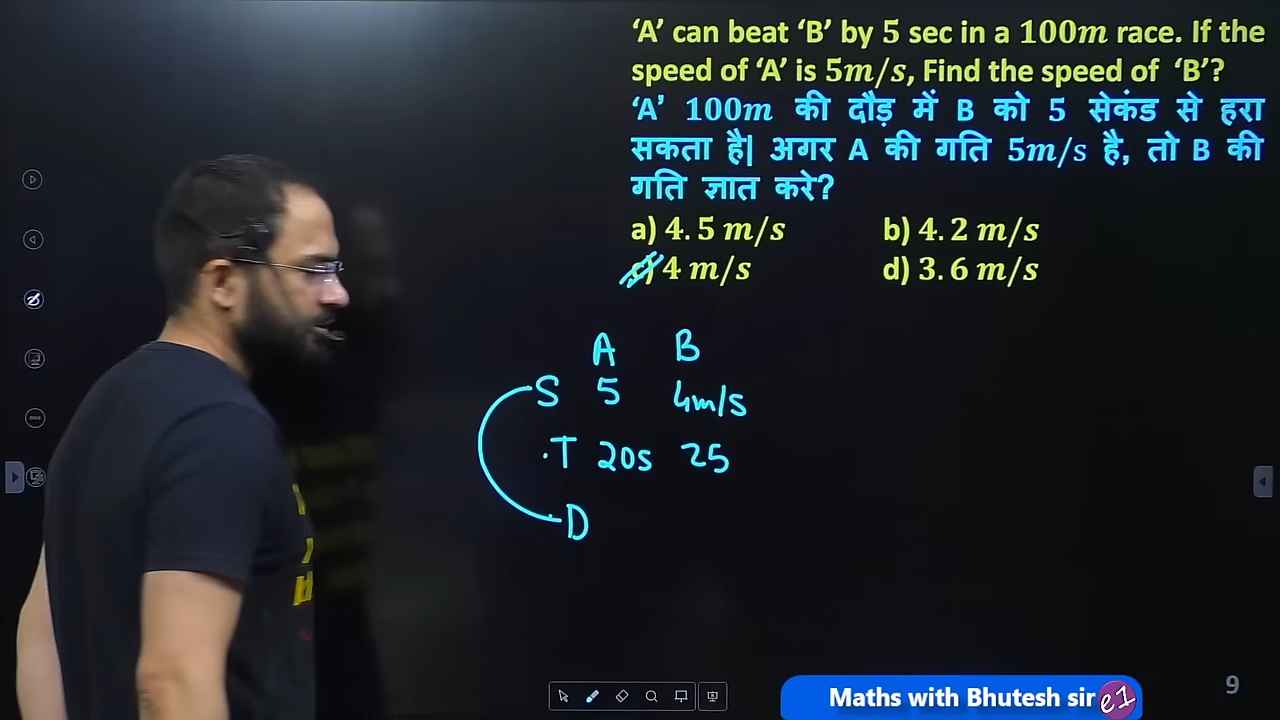 ‘A’ can beat ‘B’ by 5 sec in a 100m race. If the
speed of ‘A’ is 5m/s, Find the speed of ‘B’?
‘A’ 100m की दौड़ में B को 5 सेकंड से हरा
सकता है| अगर A की गति 5m/s है, तो B की
गति ज्ञात करे?
a) 4.5 m/s b) 4.2 m/s
c) 4 m/s d) 3.6 m/s
A B
S 5 4m/s
T 20s 25
D
Maths with Bhutesh sir e1
9